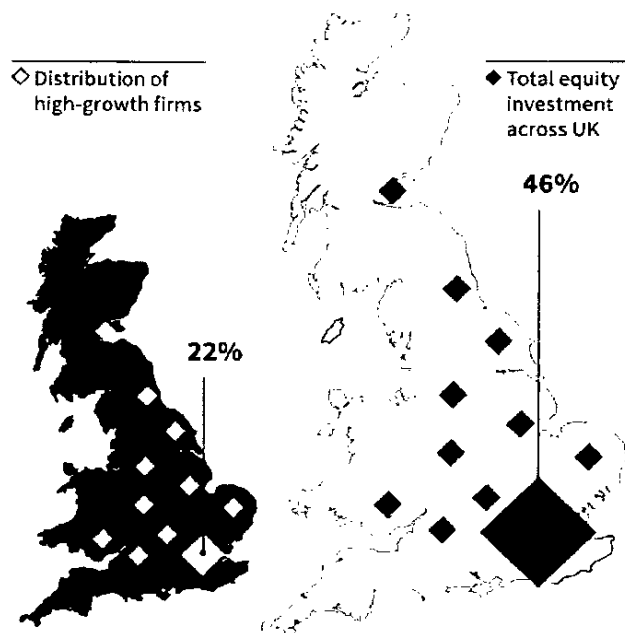 Distribution of
high-growth firms
Total equity
investment
across UK
46%
22%